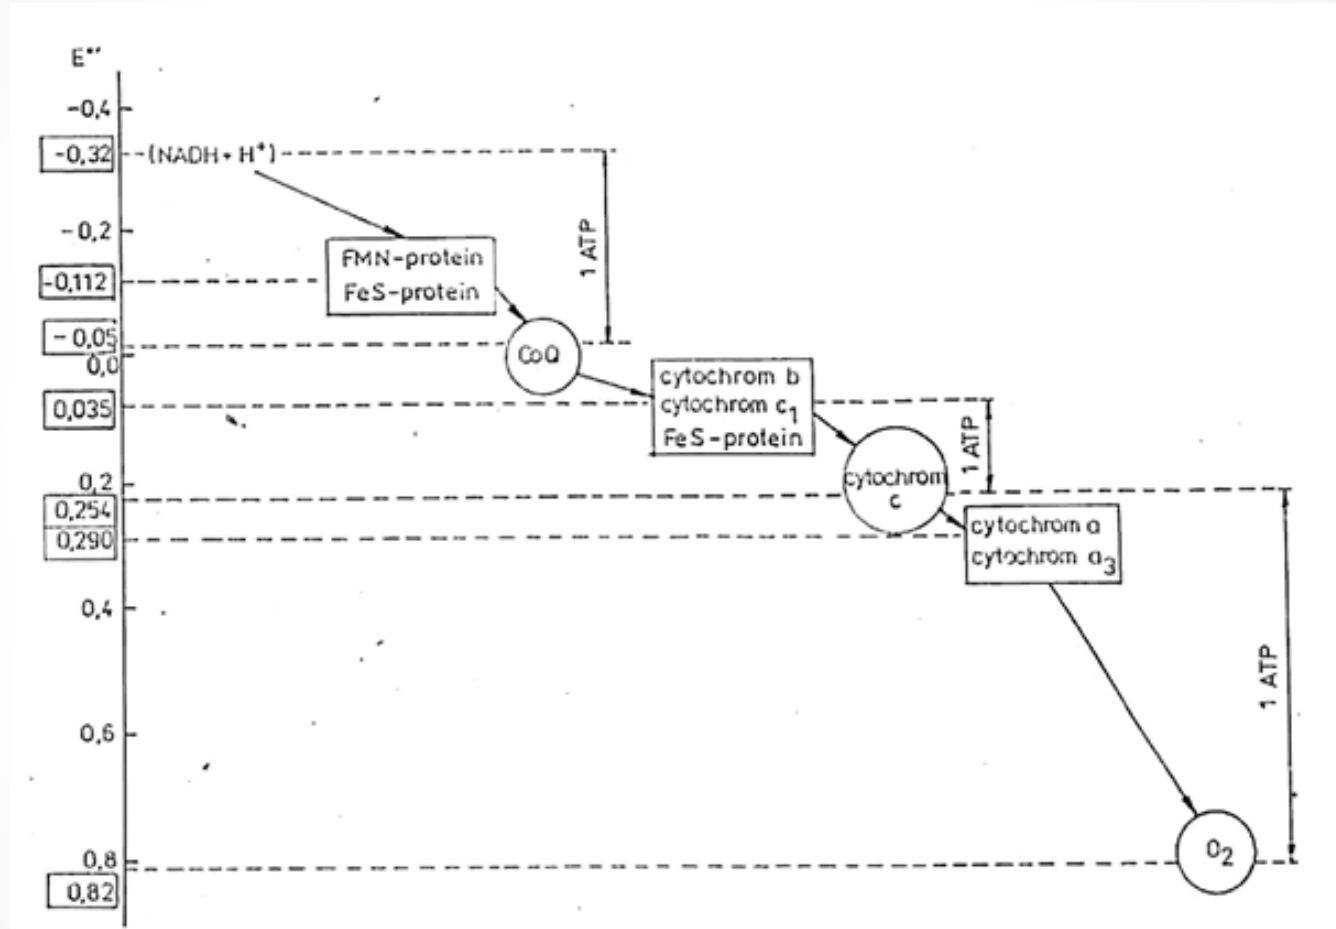 E°'
-0,4
-0,32
(NADH + H⁺)
-0,2
1 ATP
FMN-protein
FeS-protein
-0,112
-0,05
0,0
CoQ
cytochrom b
cytochrom c₁
FeS-protein
0,035
1 ATP
0,2
cytochrom
c
0,254
0,290
cytochrom a
cytochrom a₃
0,4
1 ATP
0,6
0,8
O₂
0,82